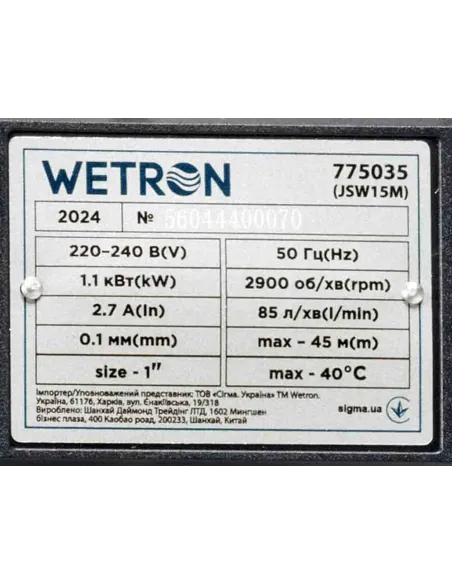 WETRON
775035
(JSW15M)
2024 № 56044400070
220-240 В(V) 50 Гц(Hz)
1.1 кВт(kW) 2900 об/хв(rpm)
2.7 А(In) 85 л/хв(l/min)
0.1 мм(mm) max - 45 м(m)
size - 1" max - 40°C
Імпортер/Уповноважений представник: ТОВ «Сігма. Україна» ТМ Wetron.
Україна, 61176, Харків, вул. Єнакіївська, 19/318
Вироблено: Шанхай Даймонд Трейдінг ЛТД, 1602 Мингшен
бізнес плаза, 400 Каобао роад, 200233, Шанхай, Китай
sigma.ua